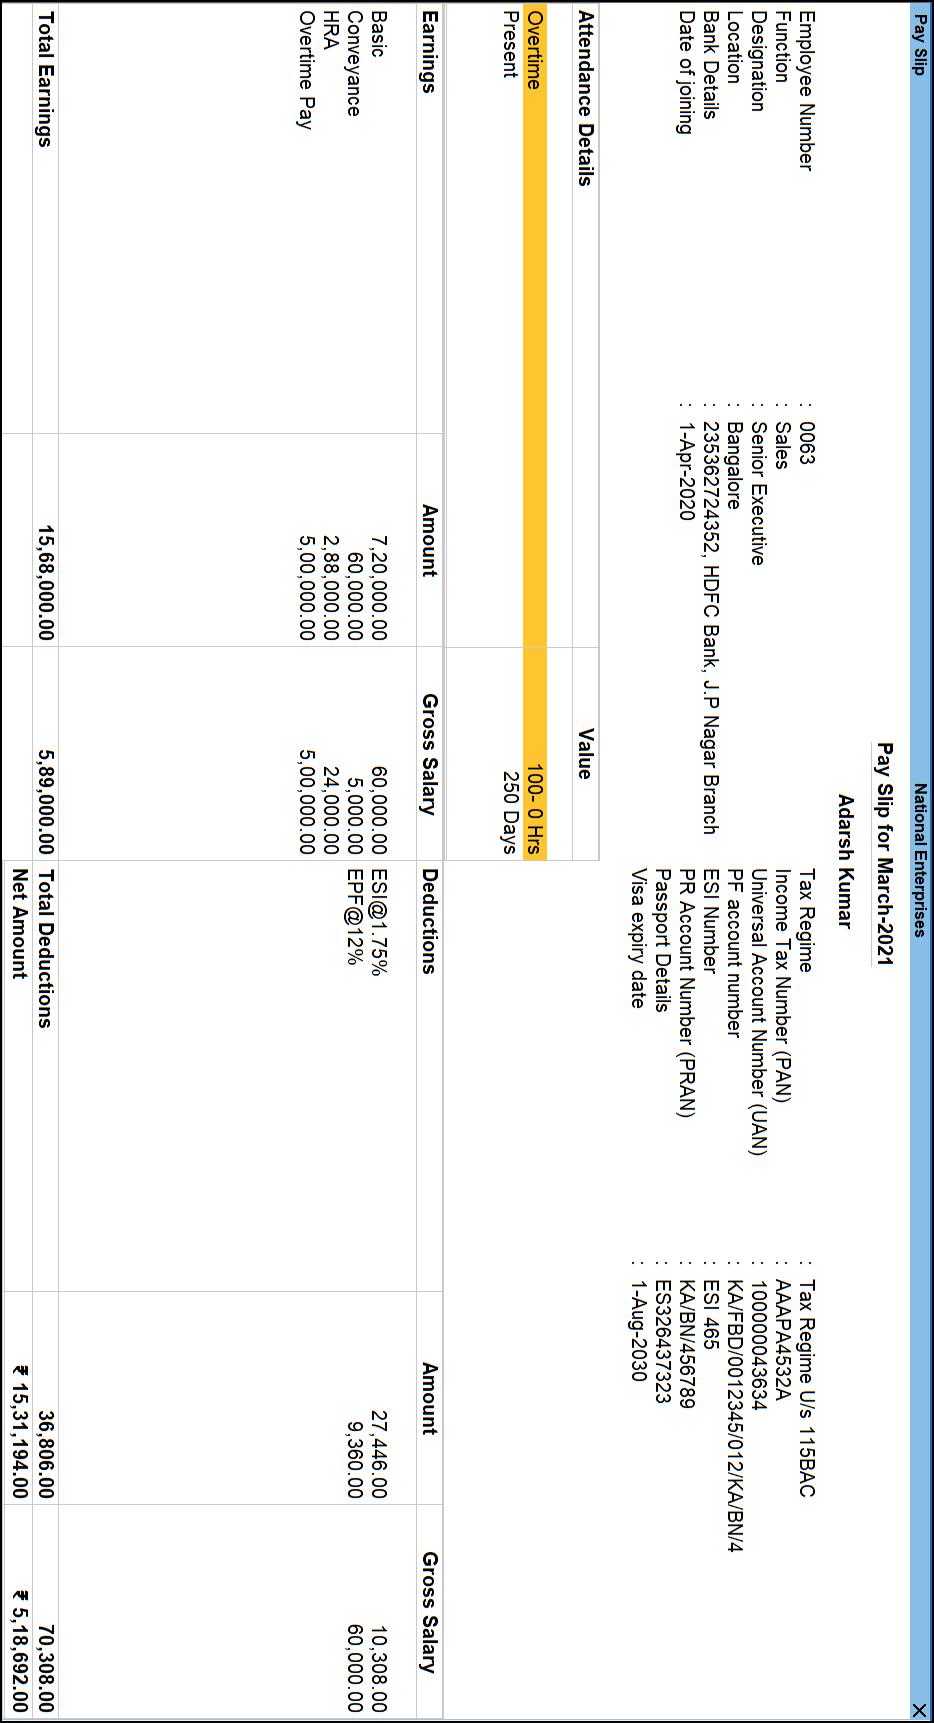 Pay Slip National Enterprises ×
Pay Slip for March-2021
Adarsh Kumar
Employee Number : 0063 Tax Regime : Tax Regime U/s 115BAC
Function : Sales Income Tax Number (PAN) : AAAPA4532A
Designation : Senior Executive Universal Account Number (UAN) : 100000043634
Location : Bangalore PF account number : KA/FBD/0012345/012/KA/BN/4
Bank Details : 235362724352, HDFC Bank, J.P Nagar Branch ESI Number : ESI 465
Date of joining : 1-Apr-2020 PR Account Number (PRAN) : KA/BN/456789
Passport Details : ES326437323
Visa expiry date : 1-Aug-2030
Attendance Details Value
Overtime 100- 0 Hrs
Present 250 Days
Earnings Amount Gross Salary Deductions Amount Gross Salary
Basic 7,20,000.00 60,000.00 ESI@1.75% 27,446.00 10,308.00
Conveyance 60,000.00 5,000.00 EPF@12% 9,360.00 60,000.00
HRA 2,88,000.00 24,000.00
Overtime Pay 5,00,000.00 5,00,000.00
Total Earnings 15,68,000.00 5,89,000.00 Total Deductions 36,806.00 70,308.00
Net Amount ₹ 15,31,194.00 ₹ 5,18,692.00